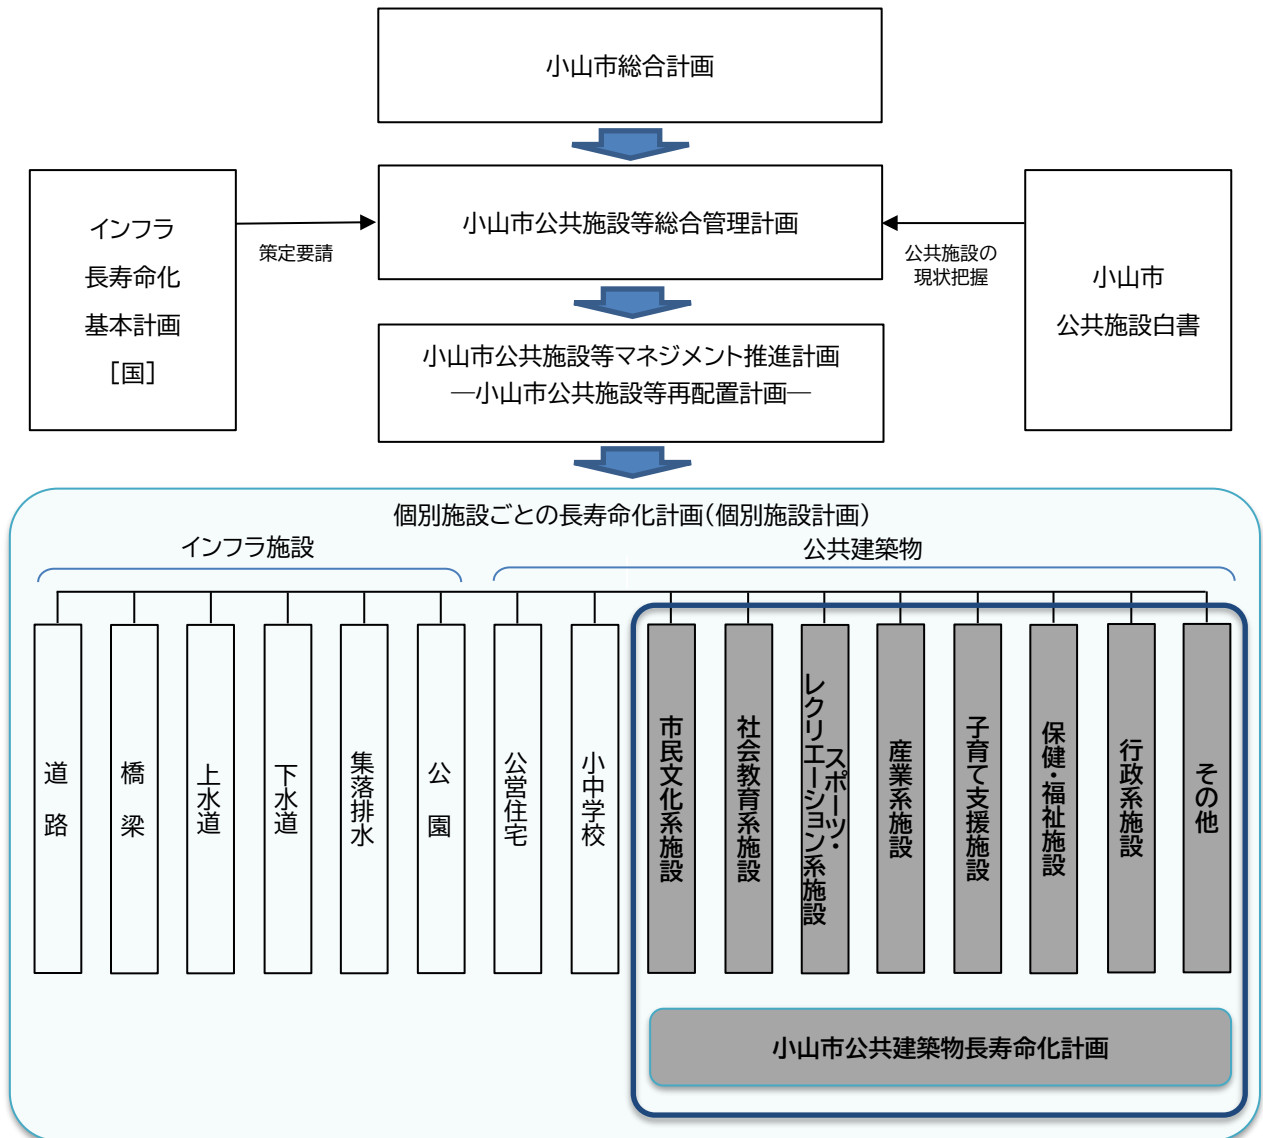 小山市総合計画
インフラ
長寿命化
基本計画
［国］
策定要請
小山市公共施設等総合管理計画
公共施設の
現状把握
小山市
公共施設白書
小山市公共施設等マネジメント推進計画
―小山市公共施設等再配置計画―
個別施設ごとの長寿命化計画（個別施設計画）
インフラ施設
公共建築物
道路
橋梁
上水道
下水道
集落排水
公園
公営住宅
小中学校
市民文化系施設
社会教育系施設
スポーツ・
レクリエーション系施設
産業系施設
子育て支援施設
保健・福祉施設
行政系施設
その他
小山市公共建築物長寿命化計画